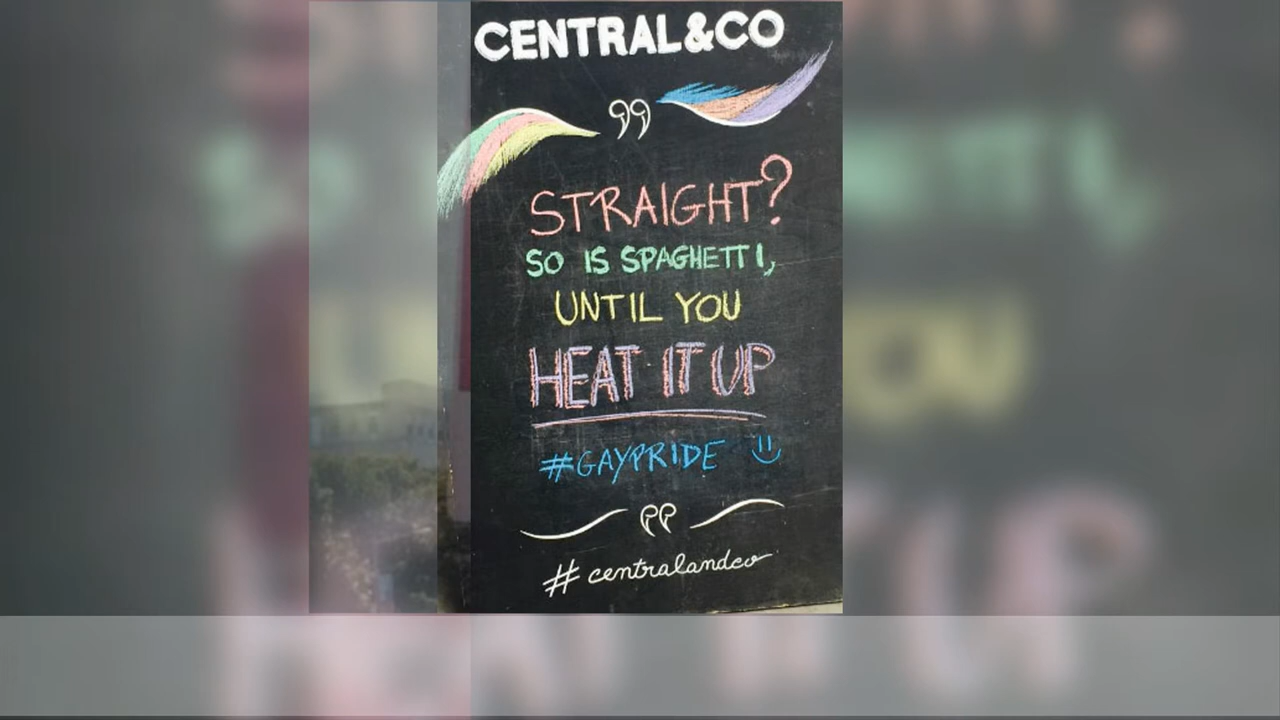 CENTRAL&CO
STRAIGHT?
SO IS SPAGHETTI,
UNTIL YOU
HEAT IT UP
#GAYPRIDE
# centralandco